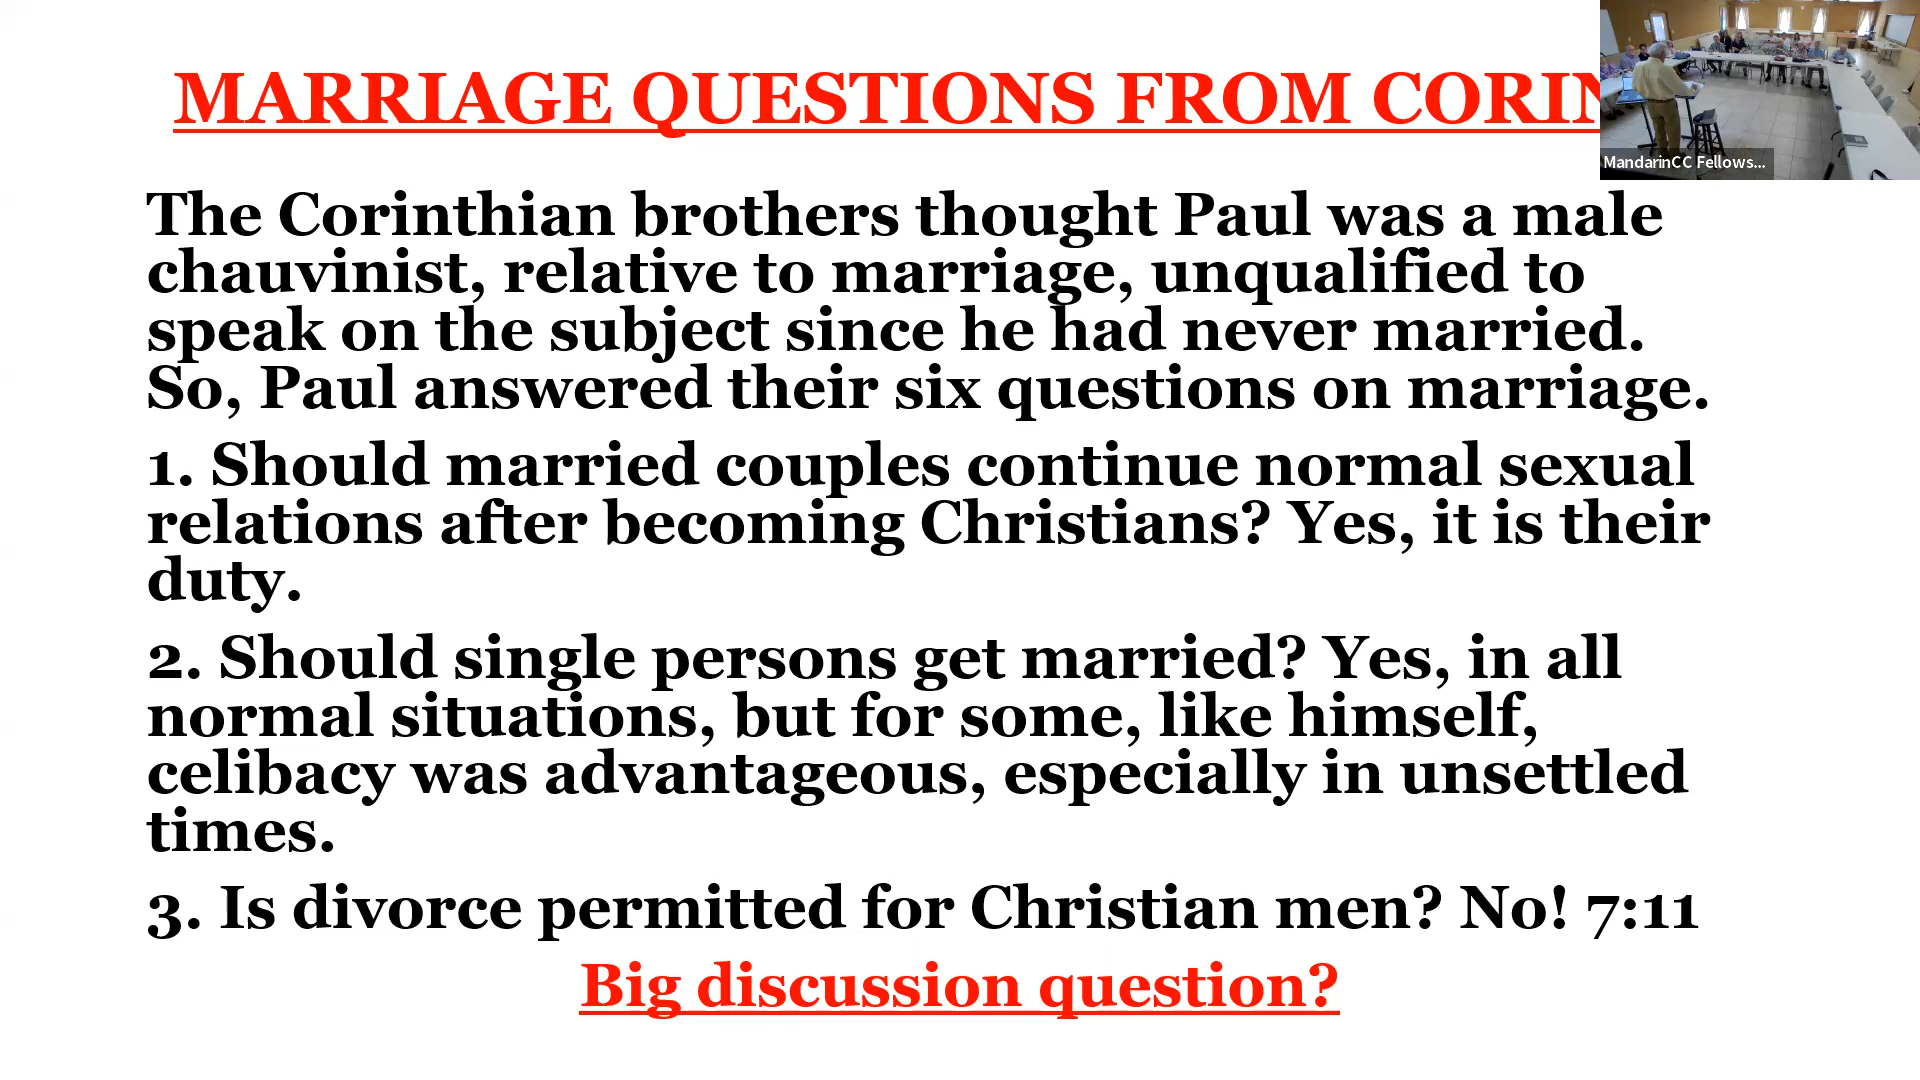 MARRIAGE QUESTIONS FROM CORIN
MandarinCC Fellows...
The Corinthian brothers thought Paul was a male
chauvinist, relative to marriage, unqualified to
speak on the subject since he had never married.
So, Paul answered their six questions on marriage.
1. Should married couples continue normal sexual
relations after becoming Christians? Yes, it is their
duty.
2. Should single persons get married? Yes, in all
normal situations, but for some, like himself,
celibacy was advantageous, especially in unsettled
times.
3. Is divorce permitted for Christian men? No! 7:11
Big discussion question?